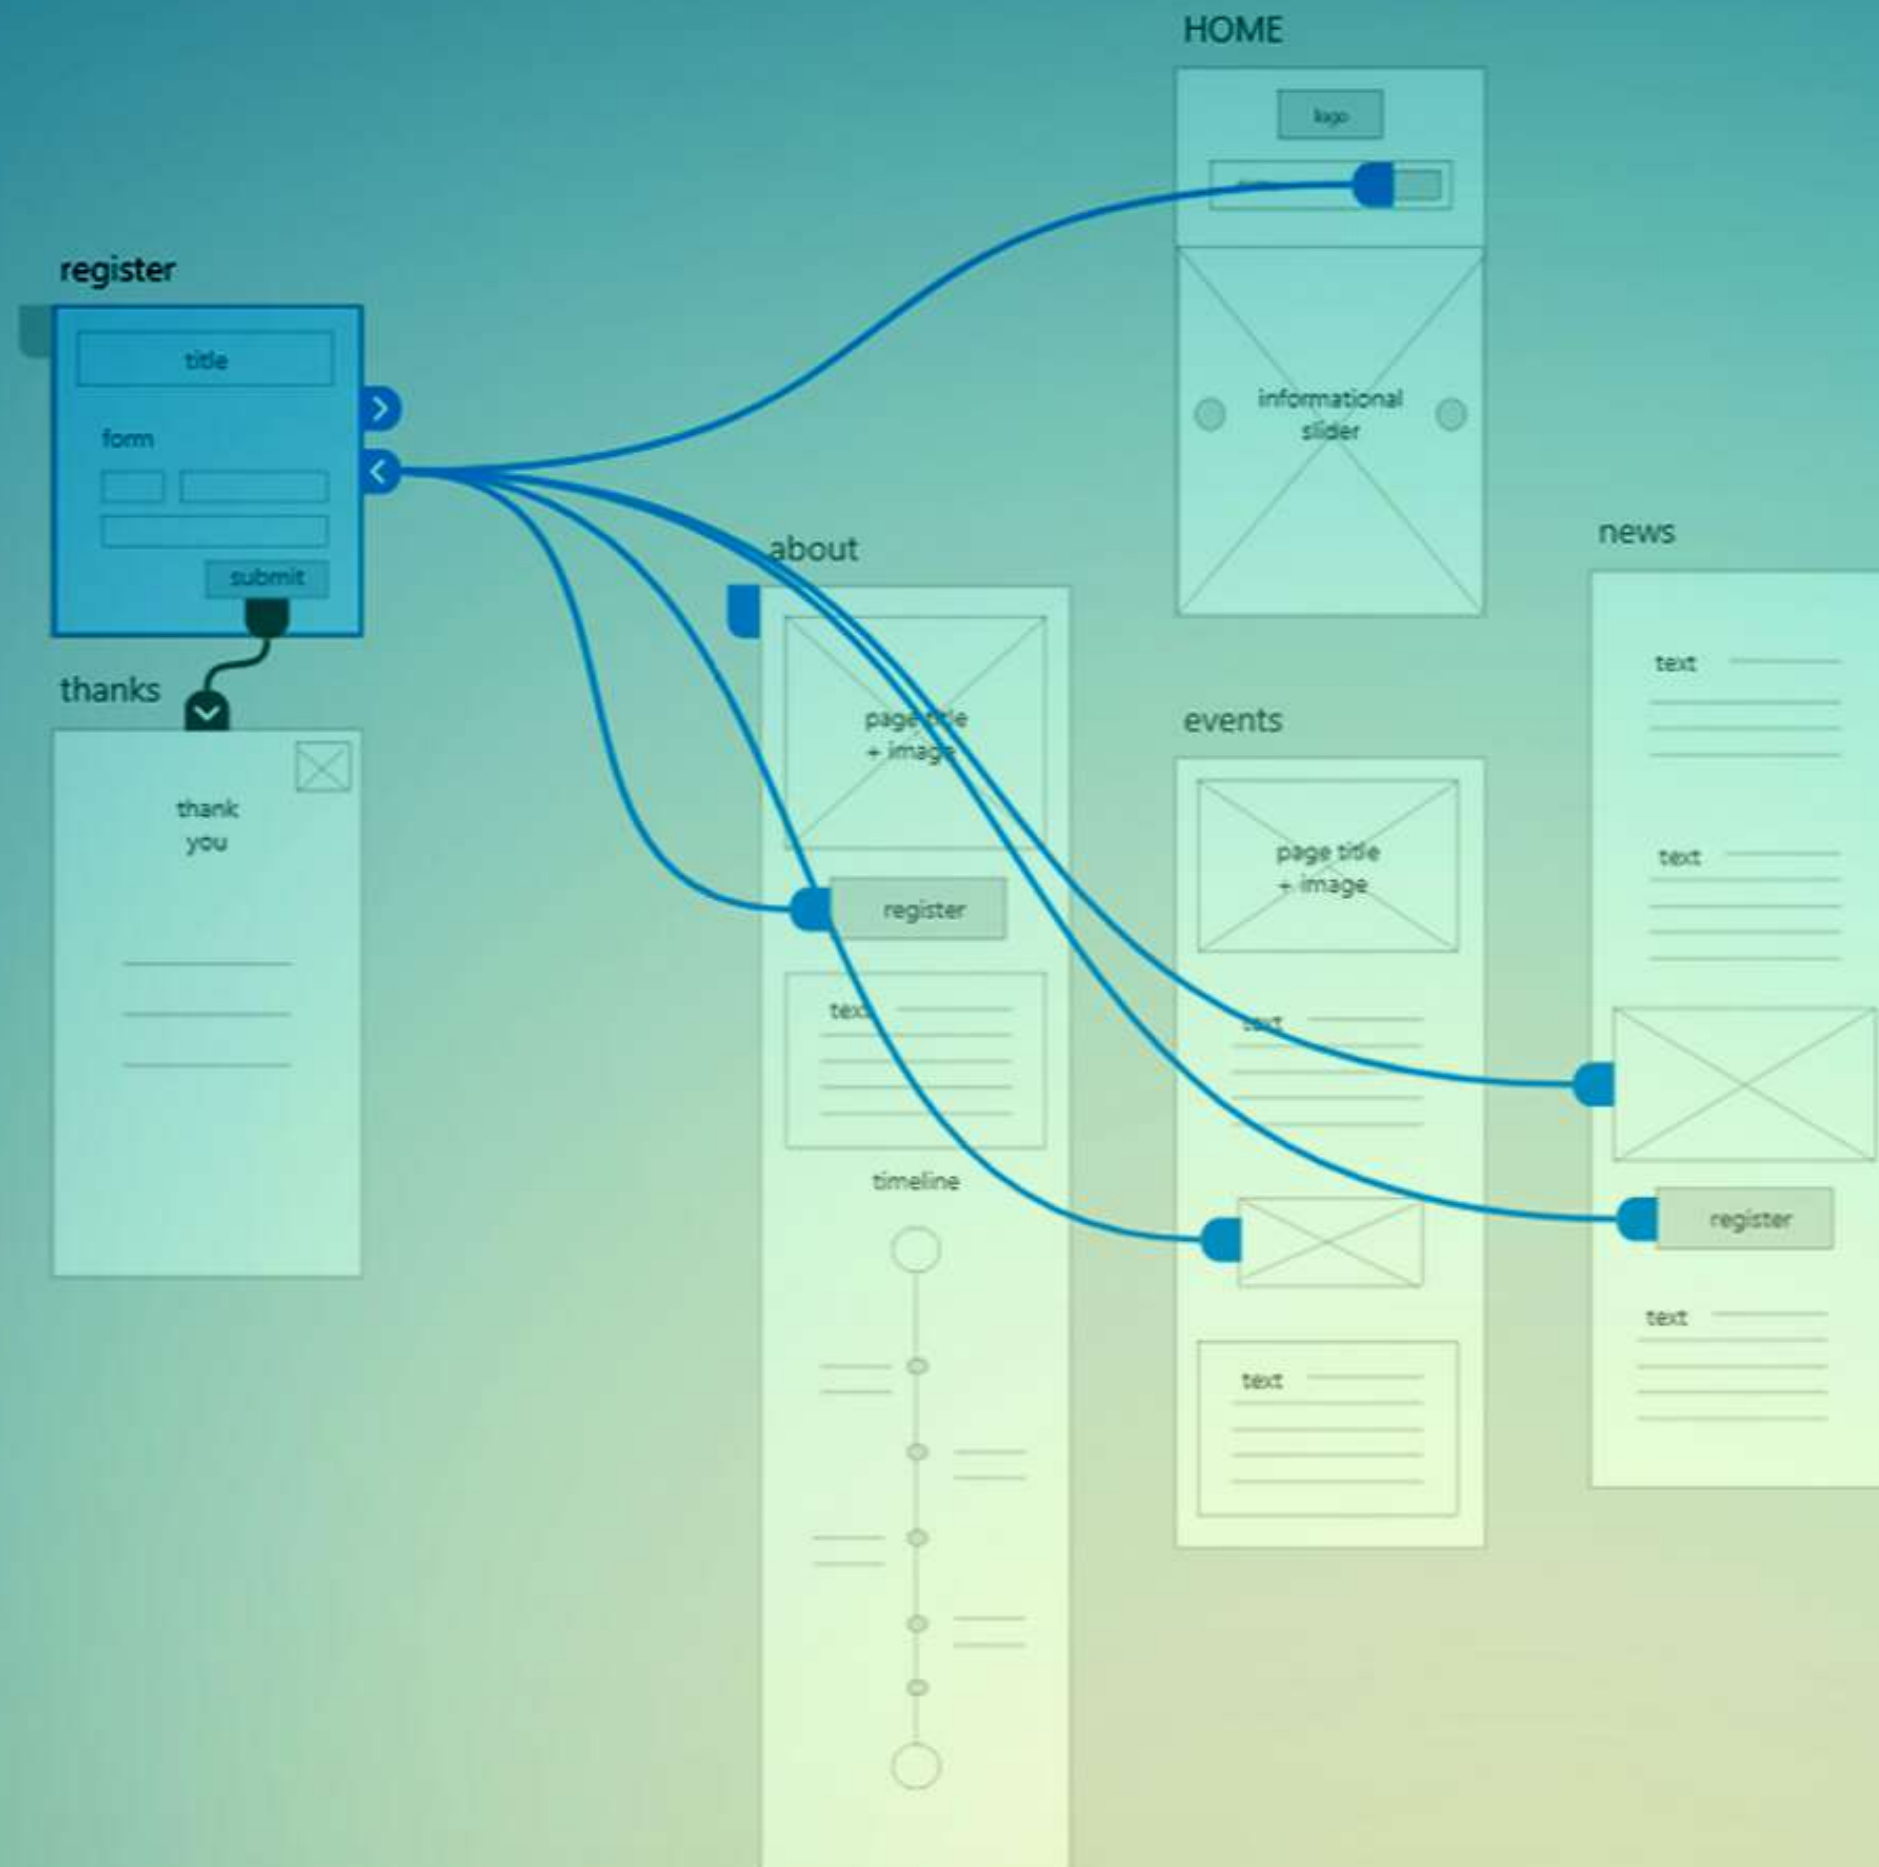 HOME
logo
informational
slider
register
title
form
submit
thanks
thank
you
about
page title
+ image
register
text
timeline
events
page title
+ image
text
text
news
text
text
register
text